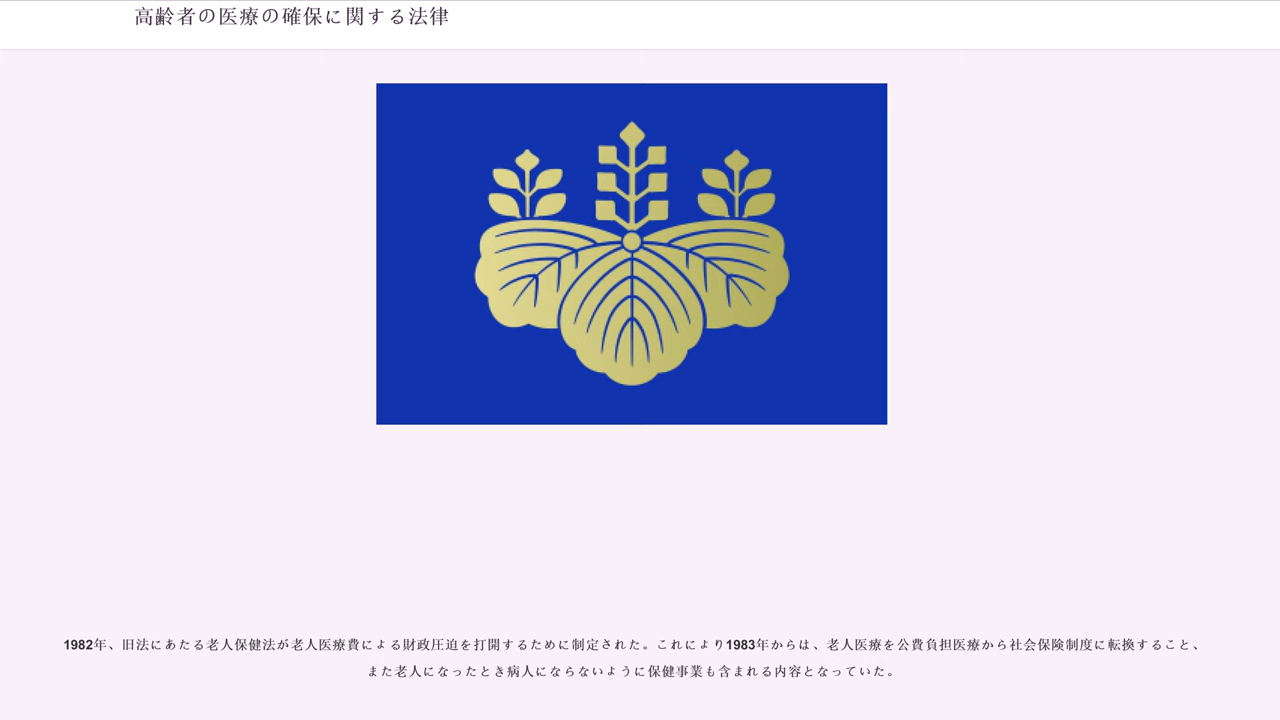 高齢者の医療の確保に関する法律
1982年、旧法にあたる老人保健法が老人医療費による財政圧迫を打開するために制定された。これにより1983年からは、老人医療を公費負担医療から社会保険制度に転換すること、
また老人になったとき病人にならないように保健事業も含まれる内容となっていた。